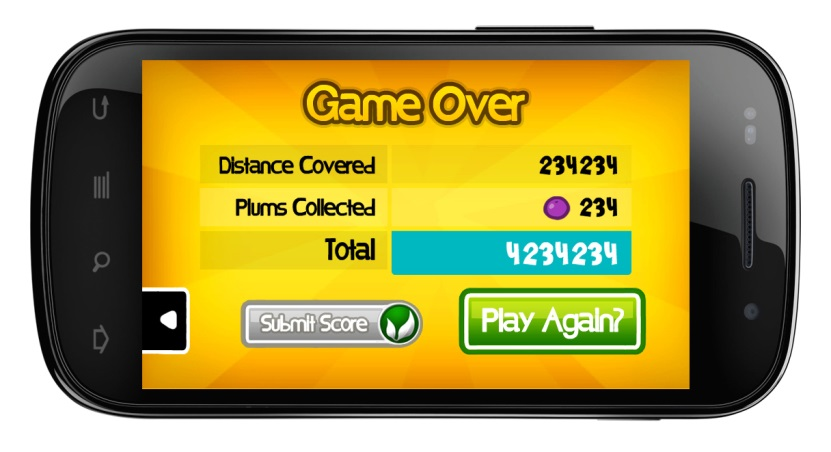 Game Over
Distance Covered 234234
Plums Collected 234
Total 4234234
Submit Score
Play Again?